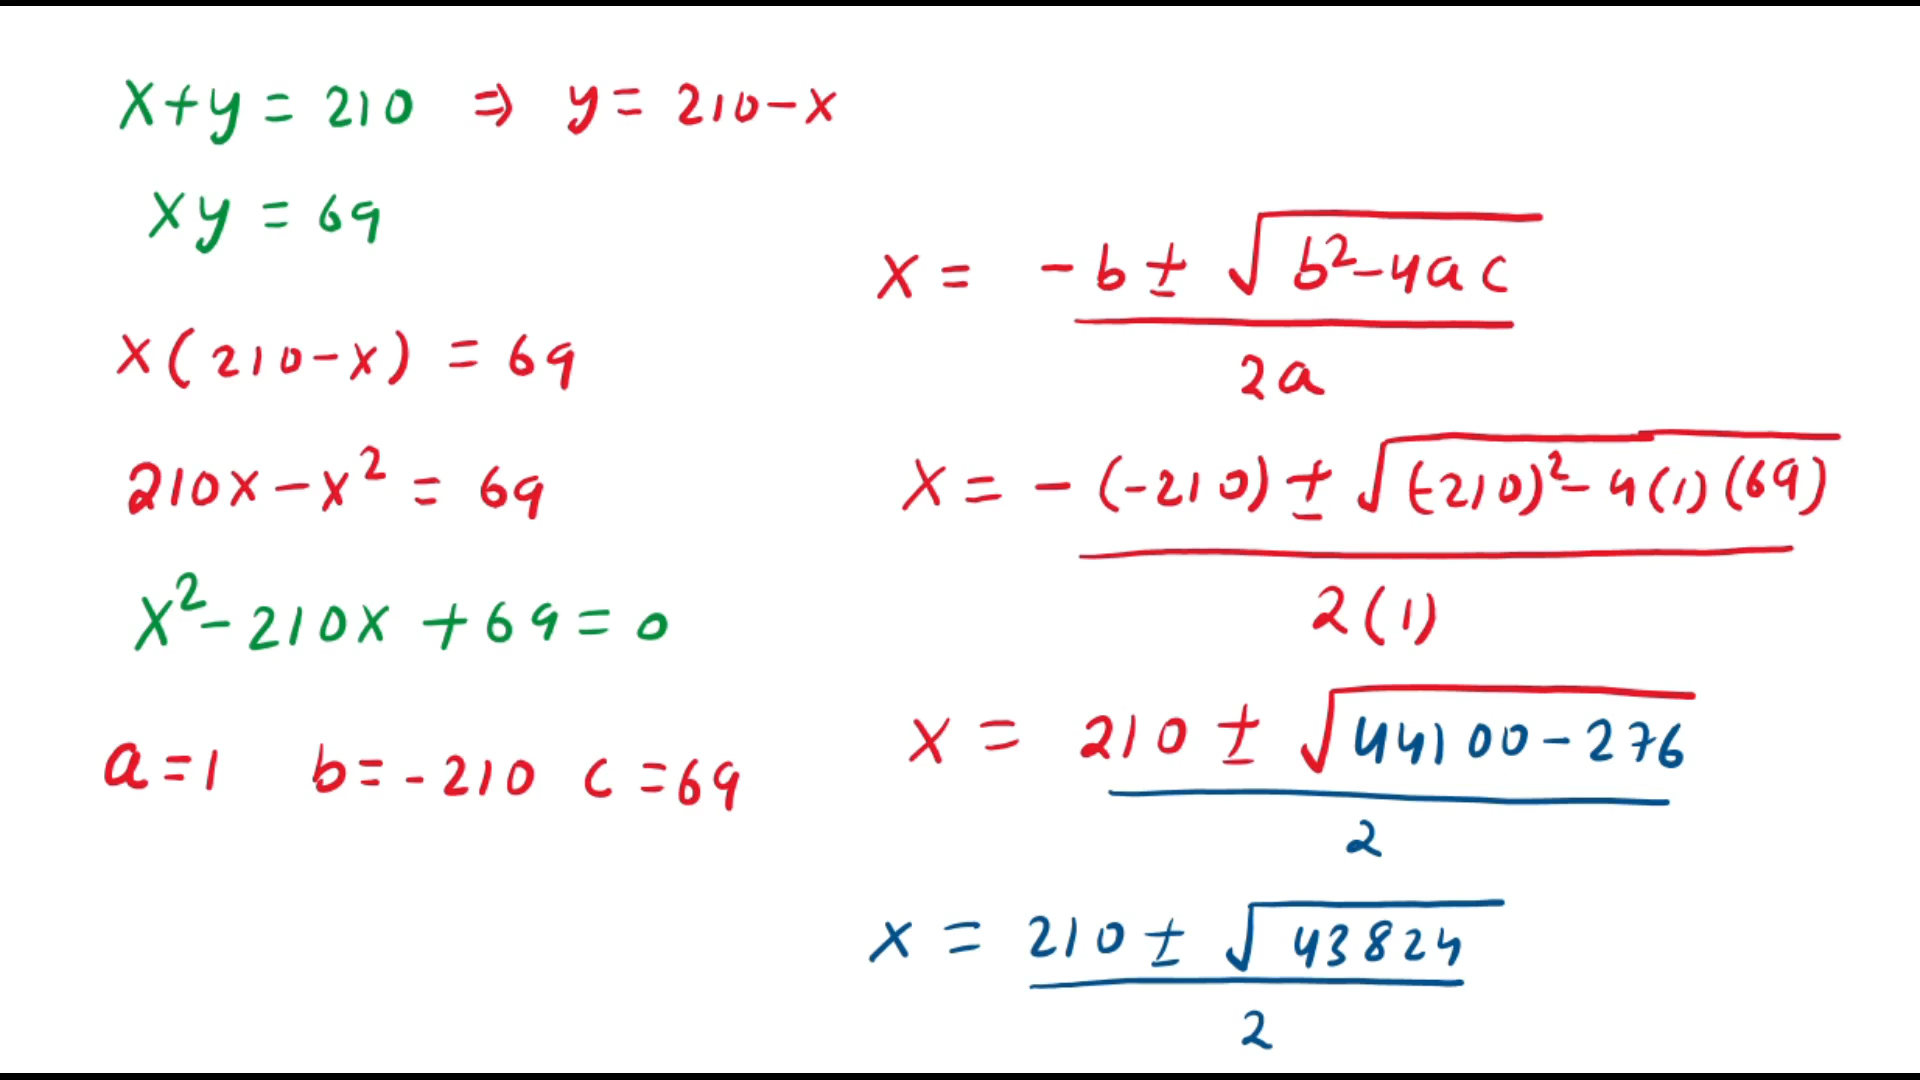 x+y = 210 ⇒ y = 210-x
xy = 69
x(210-x) = 69
210x-x² = 69
x²-210x+69=0
a=1 b=-210 c=69
x = -b ± √b²-4ac
2a
x = -(-210) ± √(-210)²-4(1)(69)
2(1)
x = 210 ± √44100-276
2
x = 210 ± √43824
2